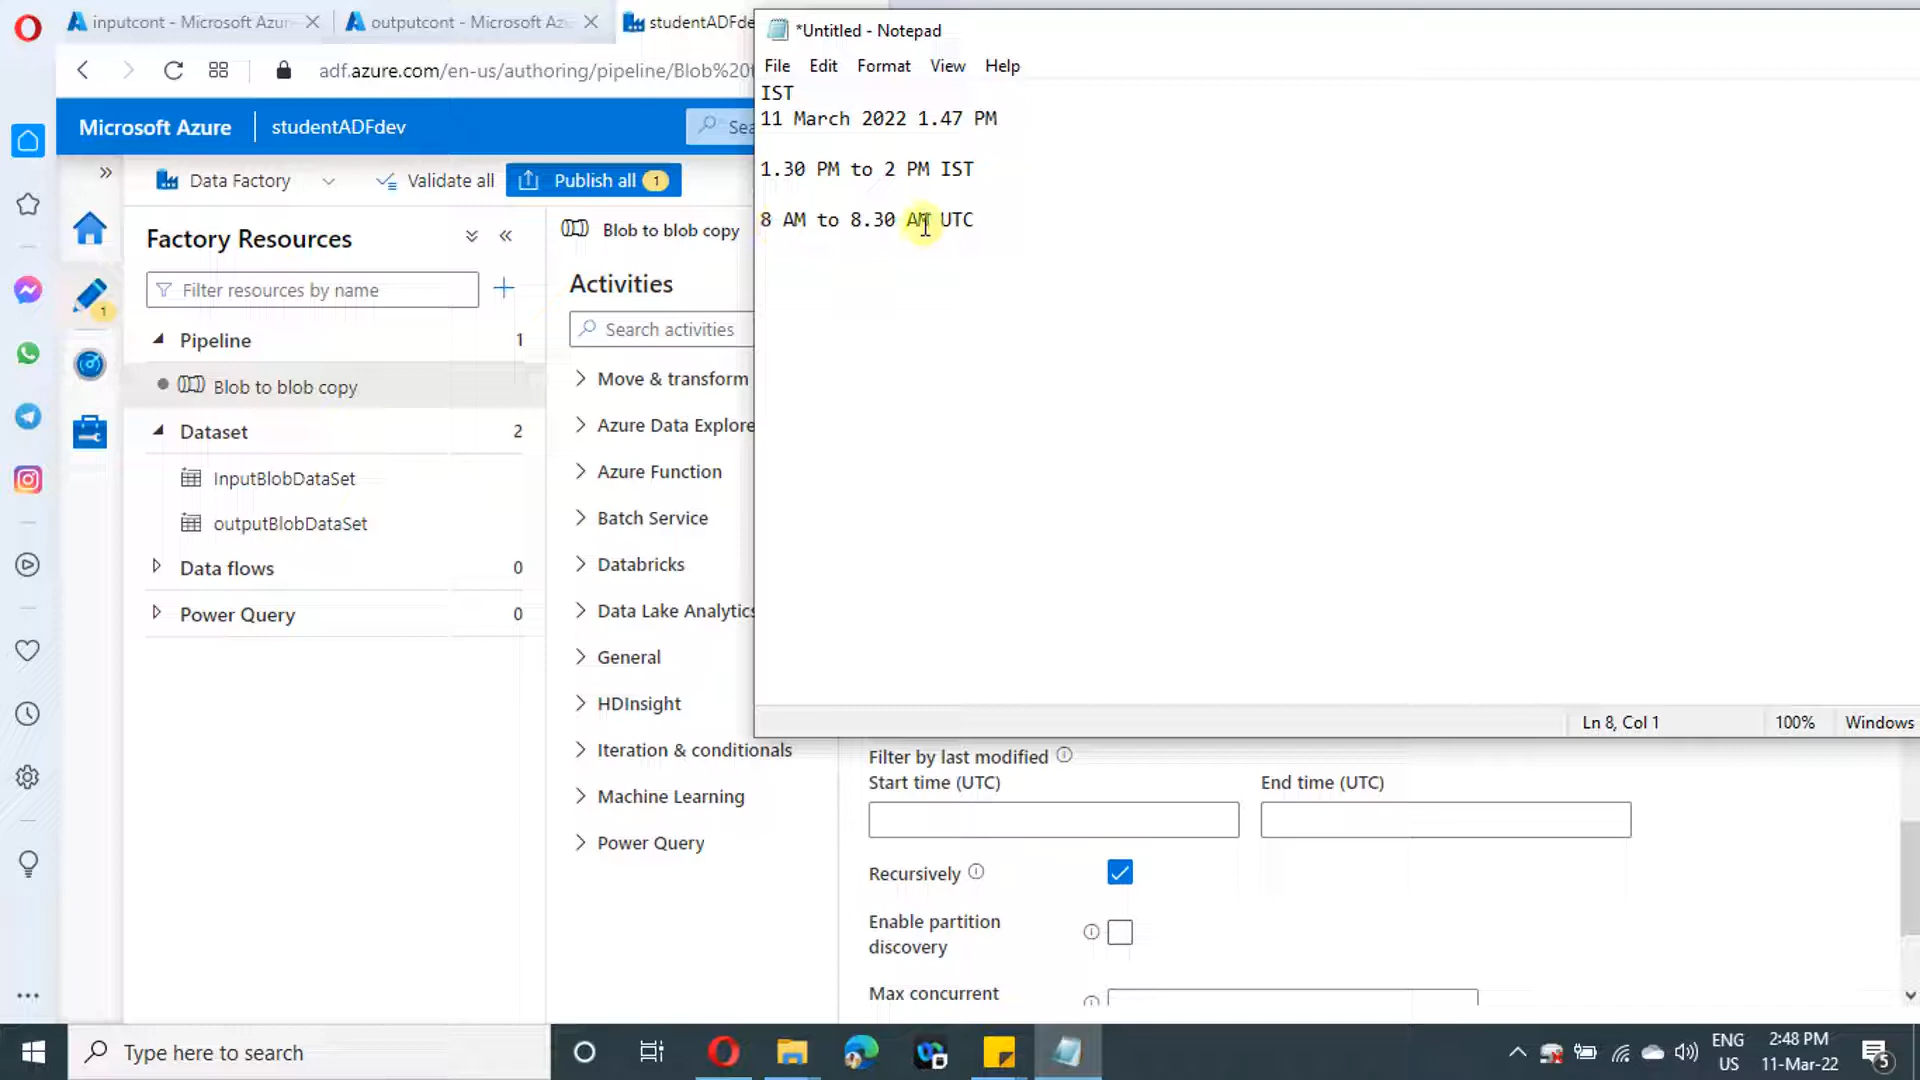 inputcont - Microsoft Azur
outputcont - Microsoft Az
studentADFde
*Untitled - Notepad
adf.azure.com/en-us/authoring/pipeline/Blob%20t
File Edit Format View Help
IST
11 March 2022 1.47 PM
1.30 PM to 2 PM IST
8 AM to 8.30 AM UTC
Ln 8, Col 1
100%
Windows
Microsoft Azure
studentADFdev
Sea
Data Factory
Validate all
Publish all 1
Factory Resources
Filter resources by name
Pipeline 1
Blob to blob copy
Dataset 2
InputBlobDataSet
outputBlobDataSet
Data flows 0
Power Query 0
1
Blob to blob copy
Activities
Search activities
Move & transform
Azure Data Explore
Azure Function
Batch Service
Databricks
Data Lake Analytics
General
HDInsight
Iteration & conditionals
Machine Learning
Power Query
Filter by last modified
Start time (UTC)
End time (UTC)
Recursively
Enable partition
discovery
Max concurrent
Type here to search
ENG
US
2:48 PM
11-Mar-22
5